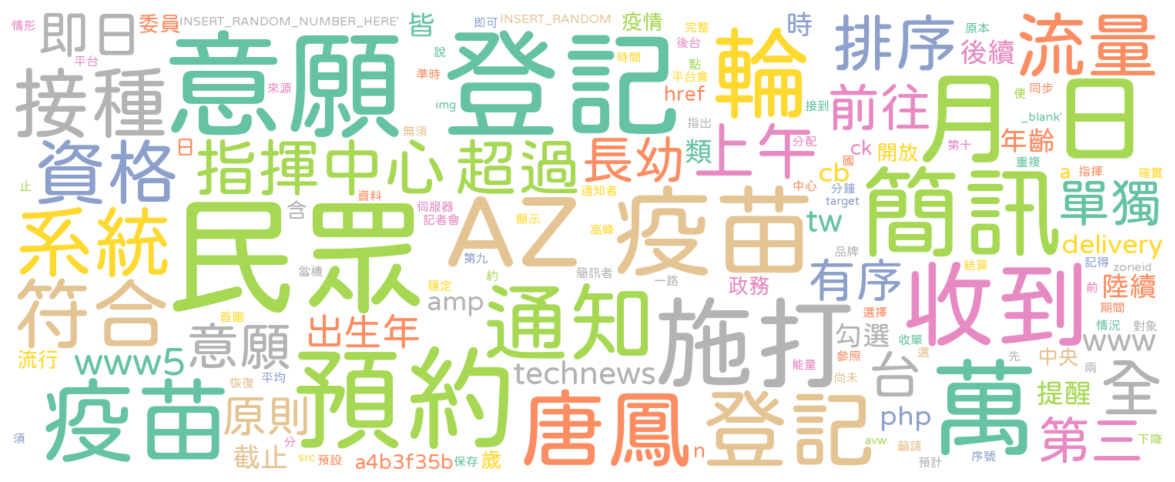 情形
委員
INSERT_RANDOM_NUMBER_HERE'
皆
即可
INSERT_RANDOM
疫情
完整
時
原本
即日
平台
意願
說
登記
時間
後台
輪
排序
後續
流量
接種
來源
準時
img
href
點
平台會
接到
前往
便
同步
月日
_blank'
資格
日
指揮中心
無須
超過
長幼
類
指出
上午
分配
ck
開放
國
第十
年齡
重複
指揮
確實
止
資料
伺服器
記者會
通知者
中心
cb
分鐘
target
a
單獨
系統
民眾
含
AZ
顯示
疫苗
高峰
tw
簡訊
delivery
第九
當機
約
簡訊者
一路
政務
品牌
有序
結算
收到
記得
zoneid
前
陸續
期間
符合
首圖
穩定
出生年
amp
通知
施打
選擇
勾選
收單
情況
對象
www
流行
www5
意願
恢復
平均
預約
technews
能量
參照
尚未
選
台
先
中央
兩
全
疫苗
原則
萬
提醒
須
截止
分
src
預設
a4b3f35b
保存
歲
唐鳳
n
登記
php
avw
籲請
預計
序號
第三
下降